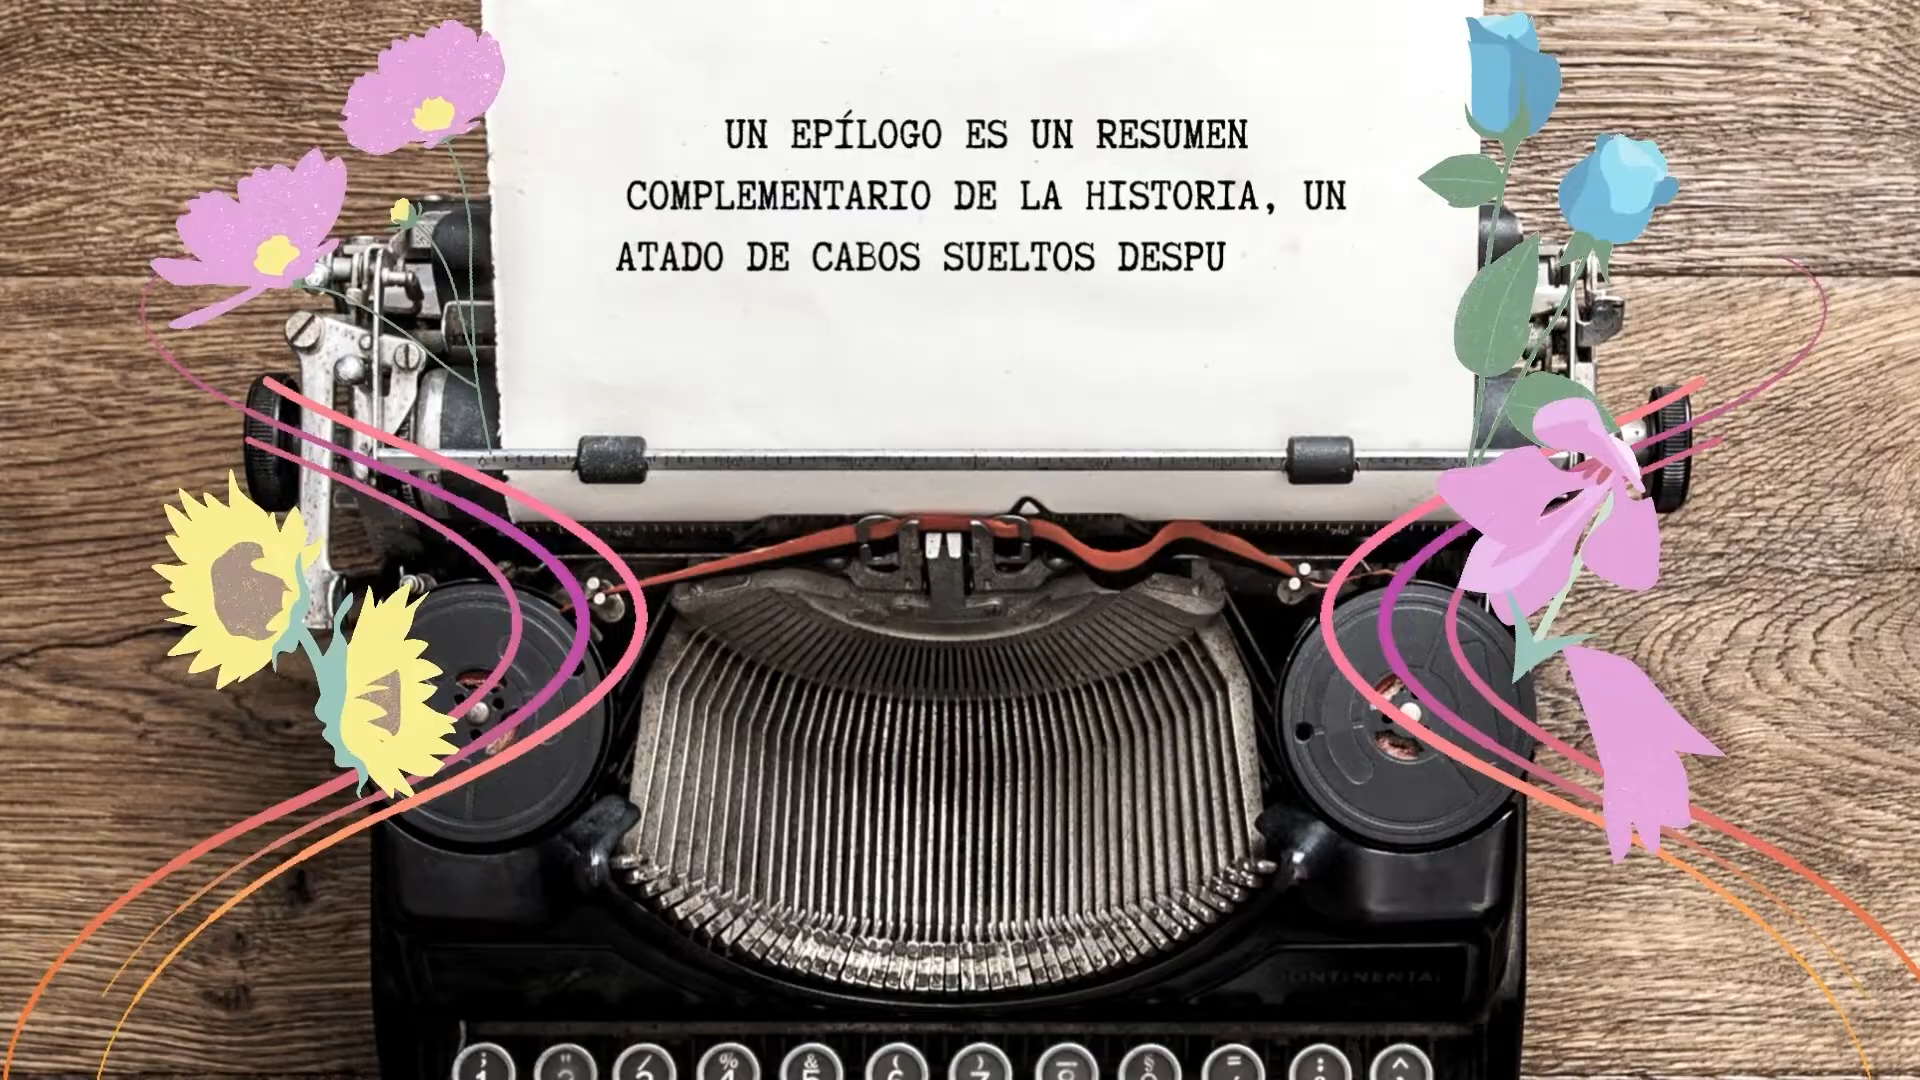 UN EPÍLOGO ES UN RESUMEN
COMPLEMENTARIO DE LA HISTORIA, UN
ATADO DE CABOS SUELTOS DESPU